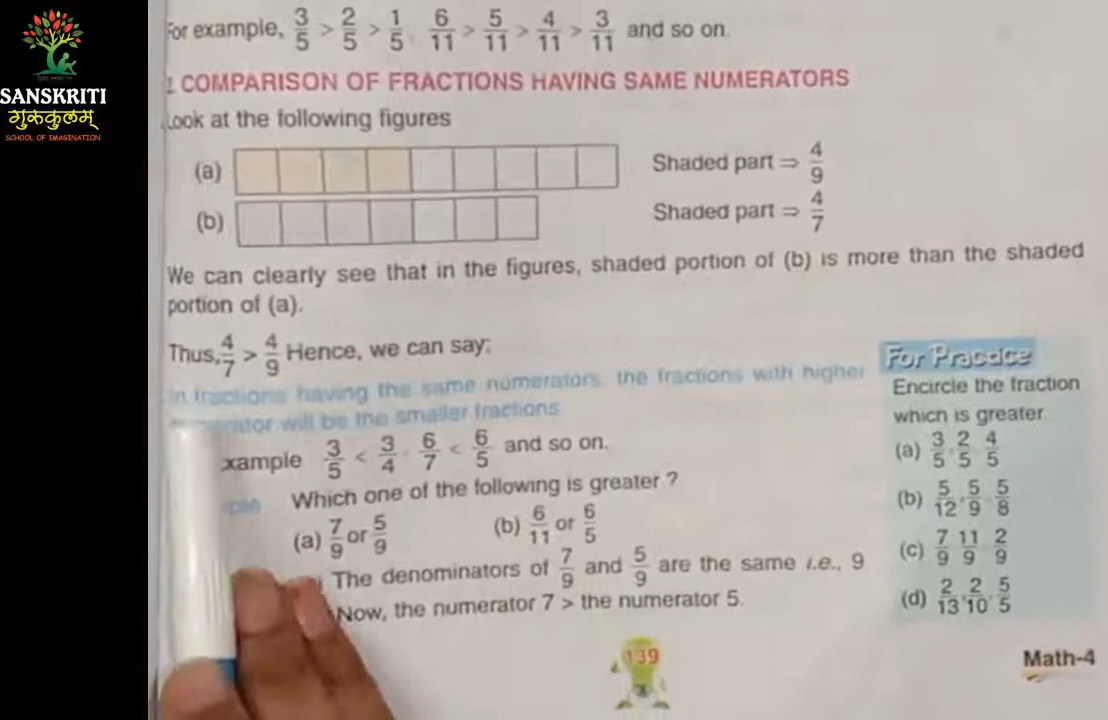 SANSKRITI
गुरुकुलम्
SCHOOL OF IMAGINATION
For example, 3/5 > 2/5 > 1/5, 6/11 > 5/11 > 4/11 > 3/11 and so on.
COMPARISON OF FRACTIONS HAVING SAME NUMERATORS
Look at the following figures
(a) Shaded part ⇒ 4/9
(b) Shaded part ⇒ 4/7
We can clearly see that in the figures, shaded portion of (b) is more than the shaded
portion of (a).
Thus, 4/7 > 4/9 Hence, we can say:
In fractions having the same numerators, the fractions with higher
will be the smaller fractions
xample 3/5 < 3/4, 6/7 < 6/5 and so on.
Which one of the following is greater ?
(a) 7/9 or 5/9 (b) 6/11 or 6/5
The denominators of 7/9 and 5/9 are the same i.e., 9
Now, the numerator 7 > the numerator 5.
For Practice
Encircle the fraction
which is greater
(a) 3/5, 2/5, 4/5
(b) 5/12, 5/9, 5/8
(c) 7/9, 11/9, 2/9
(d) 2/13, 2/10, 5/5
139
Math-4